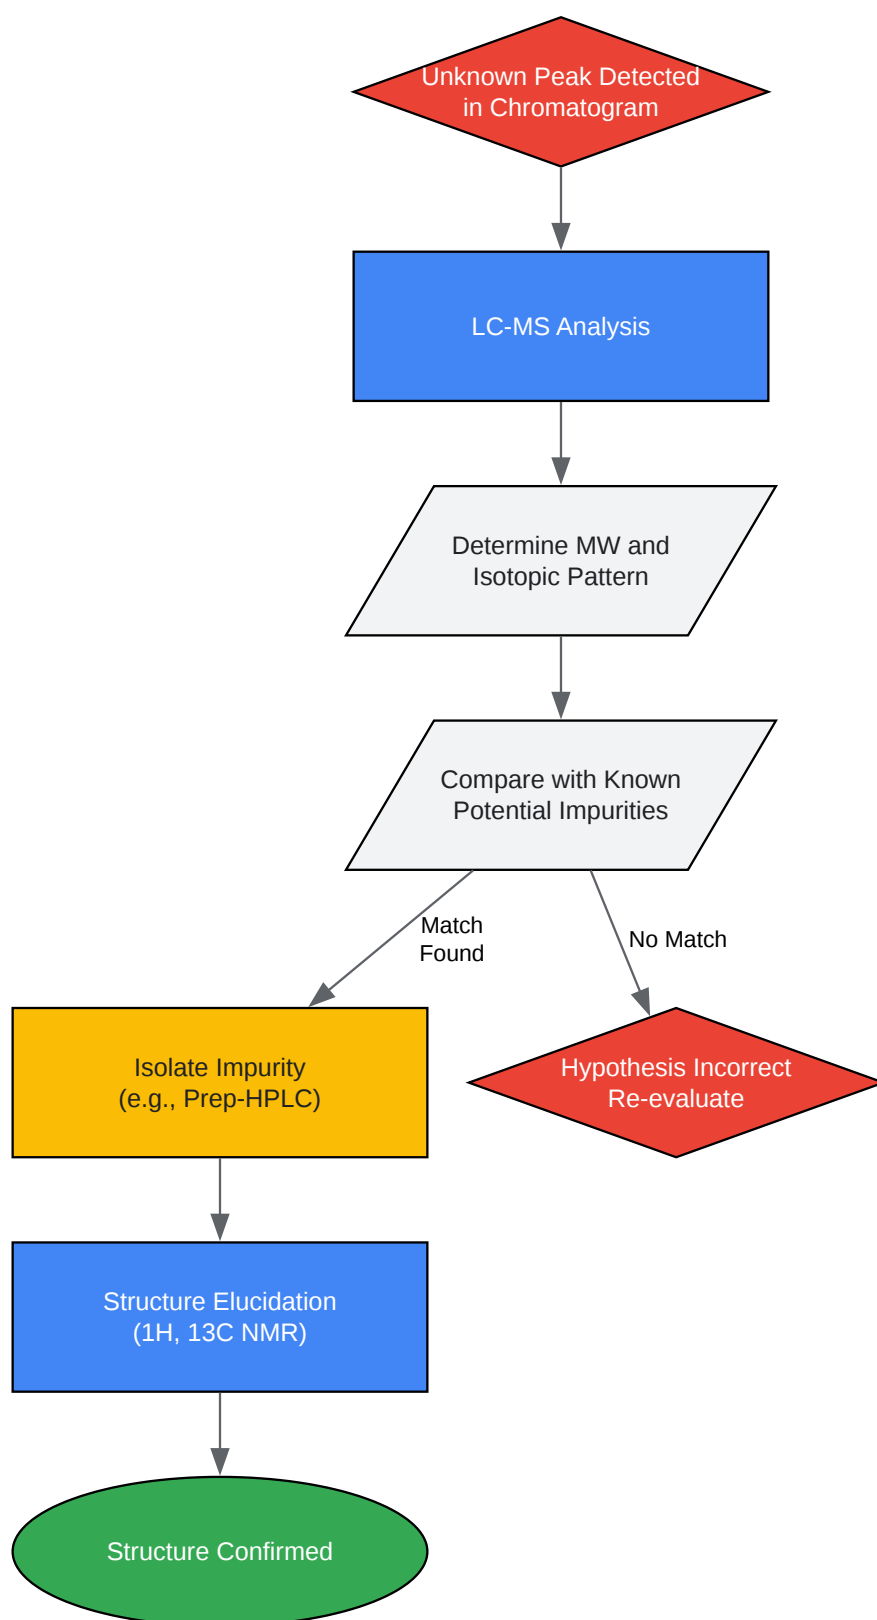 Unknown Peak Detected
in Chromatogram
LC-MS Analysis
Determine MW and
Isotopic Pattern
Compare with Known
Potential Impurities
Match
Found
No Match
Isolate Impurity
(e.g., Prep-HPLC)
Hypothesis Incorrect
Re-evaluate
Structure Elucidation
(1H, 13C NMR)
Structure Confirmed